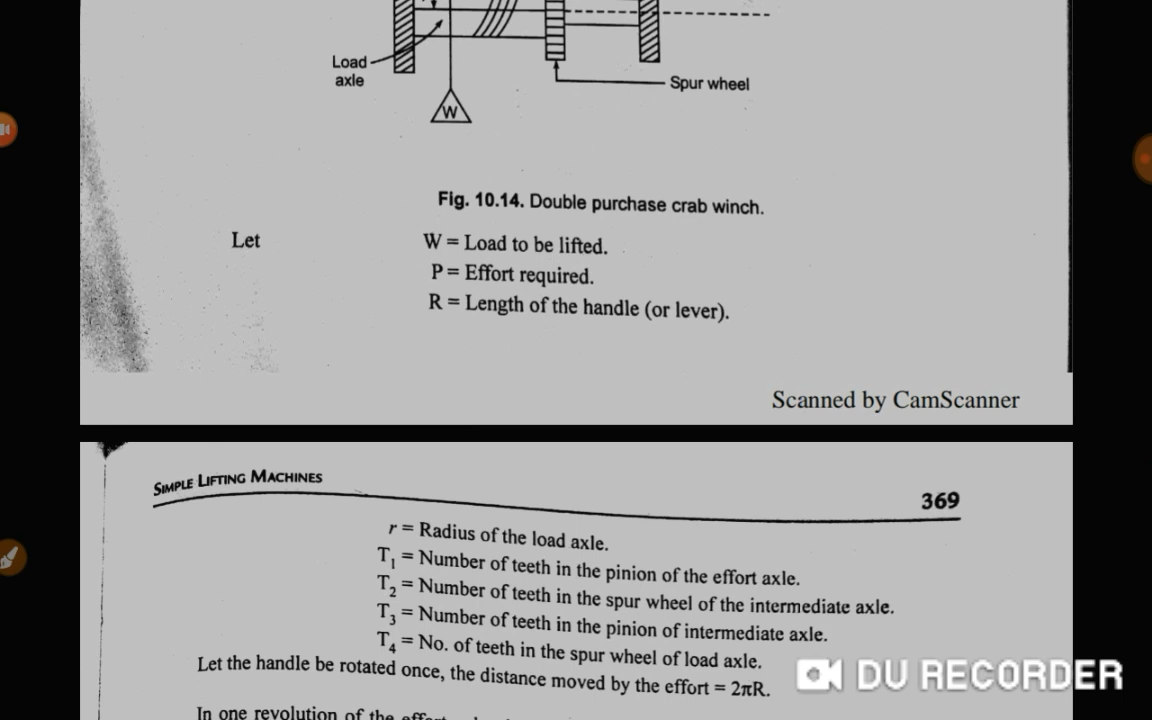 Load
axle
Spur wheel
W
Fig. 10.14. Double purchase crab winch.
Let W = Load to be lifted.
P = Effort required.
R = Length of the handle (or lever).
Scanned by CamScanner
SIMPLE LIFTING MACHINES 369
r = Radius of the load axle.
T₁ = Number of teeth in the pinion of the effort axle.
T₂ = Number of teeth in the spur wheel of the intermediate axle.
T₃ = Number of teeth in the pinion of intermediate axle.
T₄ = No. of teeth in the spur wheel of load axle.
Let the handle be rotated once, the distance moved by the effort = 2πR.
DU RECORDER
In one revolution of the